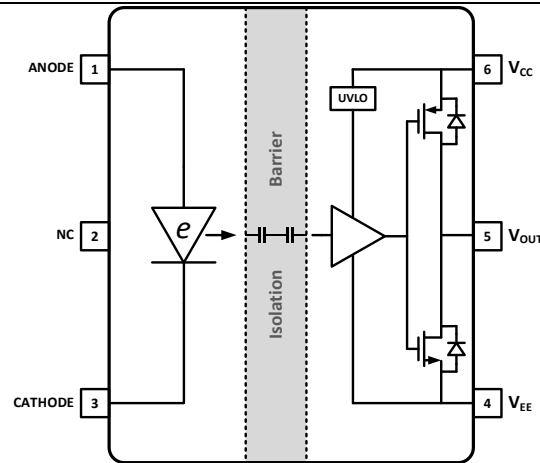 ANODE 1
6 VCC
UVLO
Barrier
NC 2
e
5 VOUT
Isolation
CATHODE 3
4 VEE